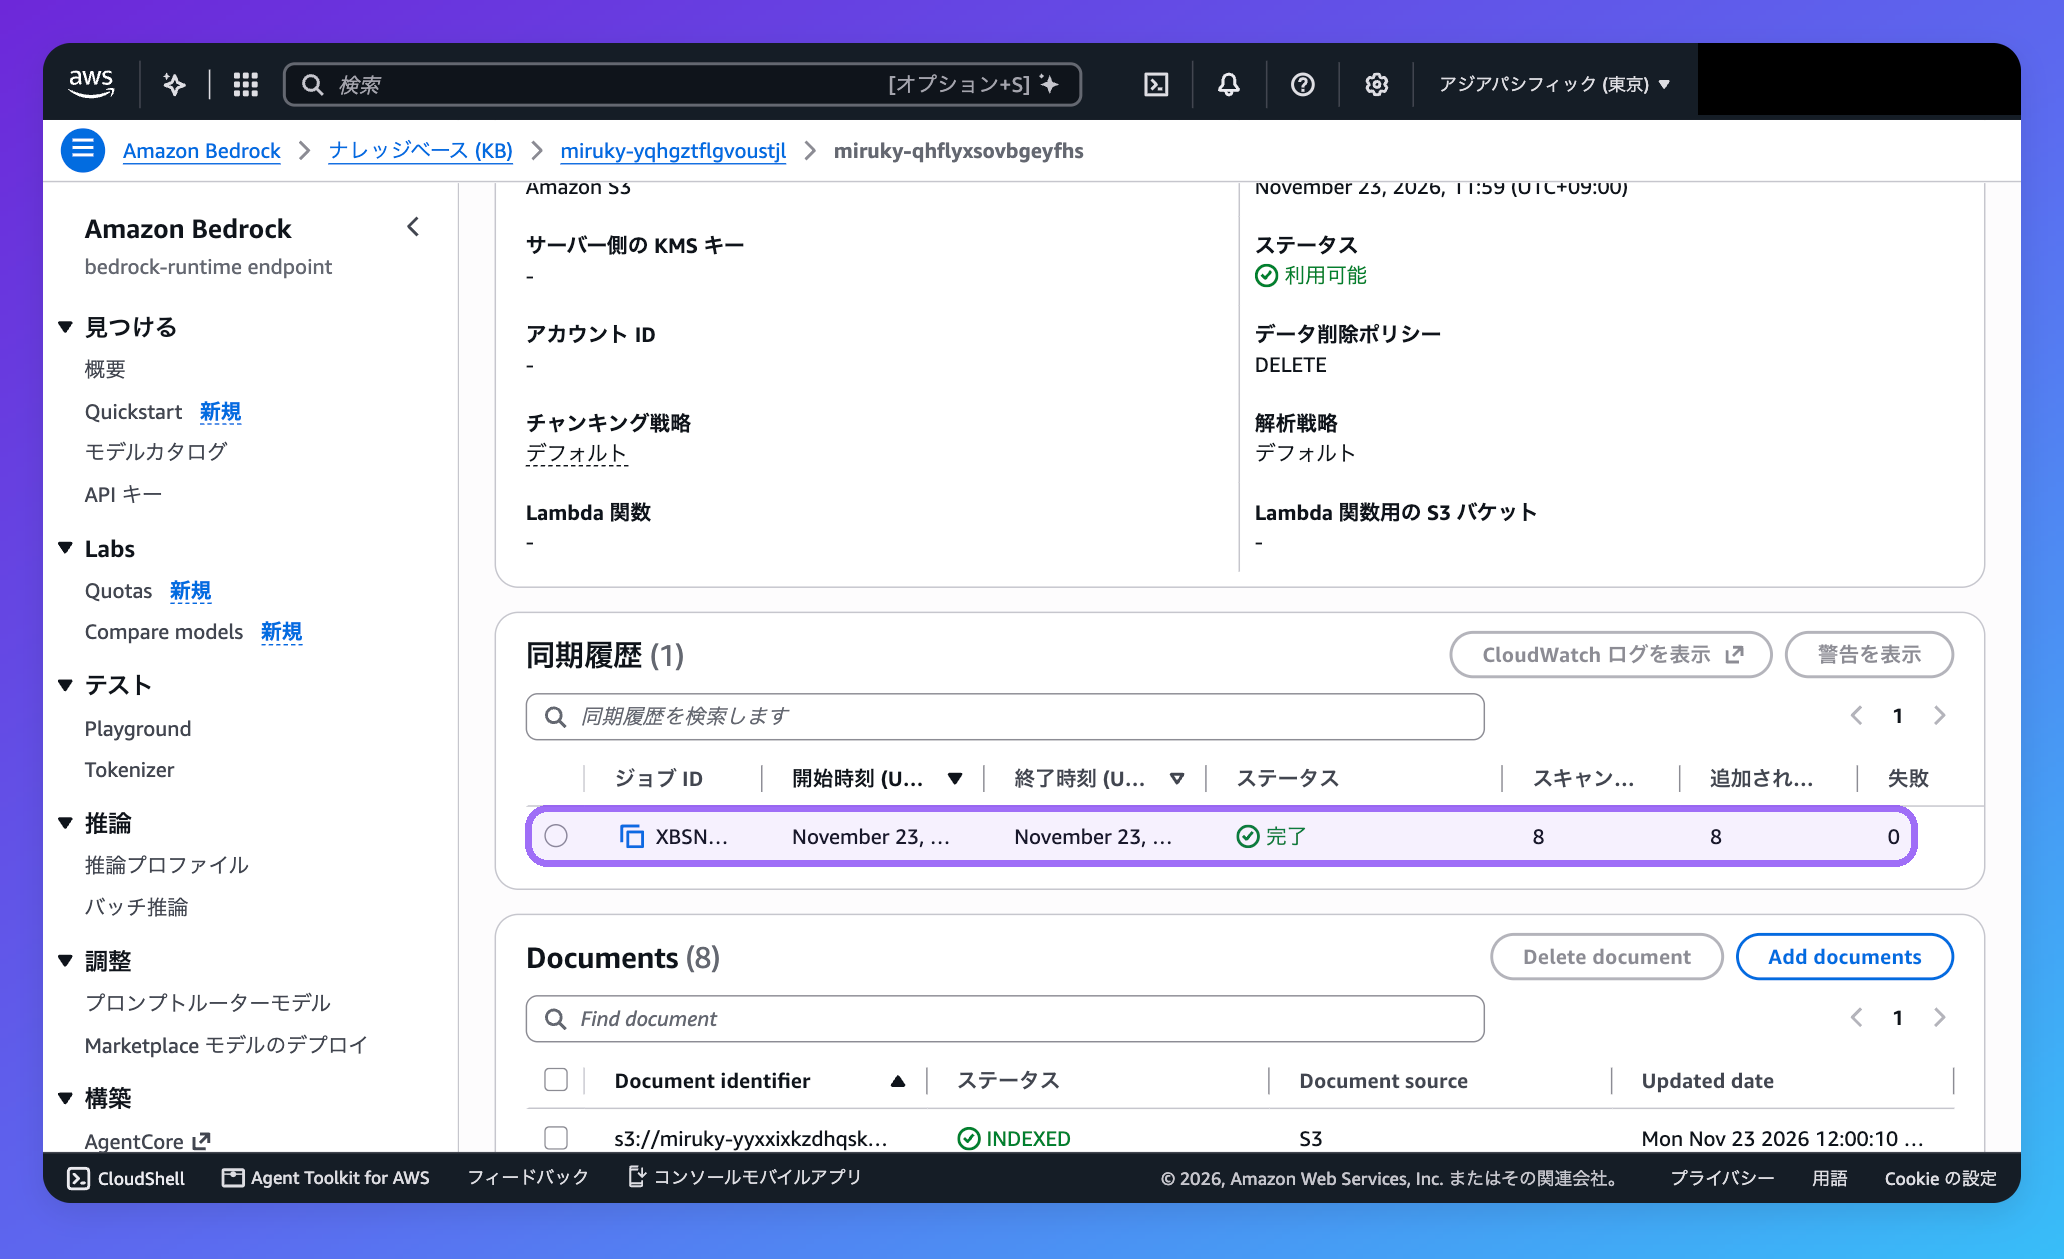 aws
検索
[オプション+S]
アジアパシフィック (東京)
Amazon Bedrock
ナレッジベース (KB)
miruky-yqhgztflgvoustjl
miruky-qhflyxsovbgeyfhs
Amazon Bedrock
bedrock-runtime endpoint
見つける
概要
Quickstart 新規
モデルカタログ
API キー
Labs
Quotas 新規
Compare models 新規
テスト
Playground
Tokenizer
推論
推論プロファイル
バッチ推論
調整
プロンプトルーターモデル
Marketplace モデルのデプロイ
構築
AgentCore
Amazon S3
November 23, 2026, 11:59 (UTC+09:00)
サーバー側の KMS キー
-
ステータス
利用可能
アカウント ID
-
データ削除ポリシー
DELETE
チャンキング戦略
デフォルト
解析戦略
デフォルト
Lambda 関数
-
Lambda 関数用の S3 バケット
-
同期履歴 (1)
CloudWatch ログを表示
警告を表示
同期履歴を検索します
1
ジョブ ID 開始時刻 (U... 終了時刻 (U... ステータス スキャン... 追加され... 失敗
XBSN... November 23, ... November 23, ... 完了 8 8 0
Documents (8)
Delete document
Add documents
Find document
1
Document identifier ステータス Document source Updated date
s3://miruky-yyxxixkzdhqsk... INDEXED S3 Mon Nov 23 2026 12:00:10 ...
CloudShell
Agent Toolkit for AWS
フィードバック
コンソールモバイルアプリ
© 2026, Amazon Web Services, Inc. またはその関連会社。
プライバシー
用語
Cookie の設定